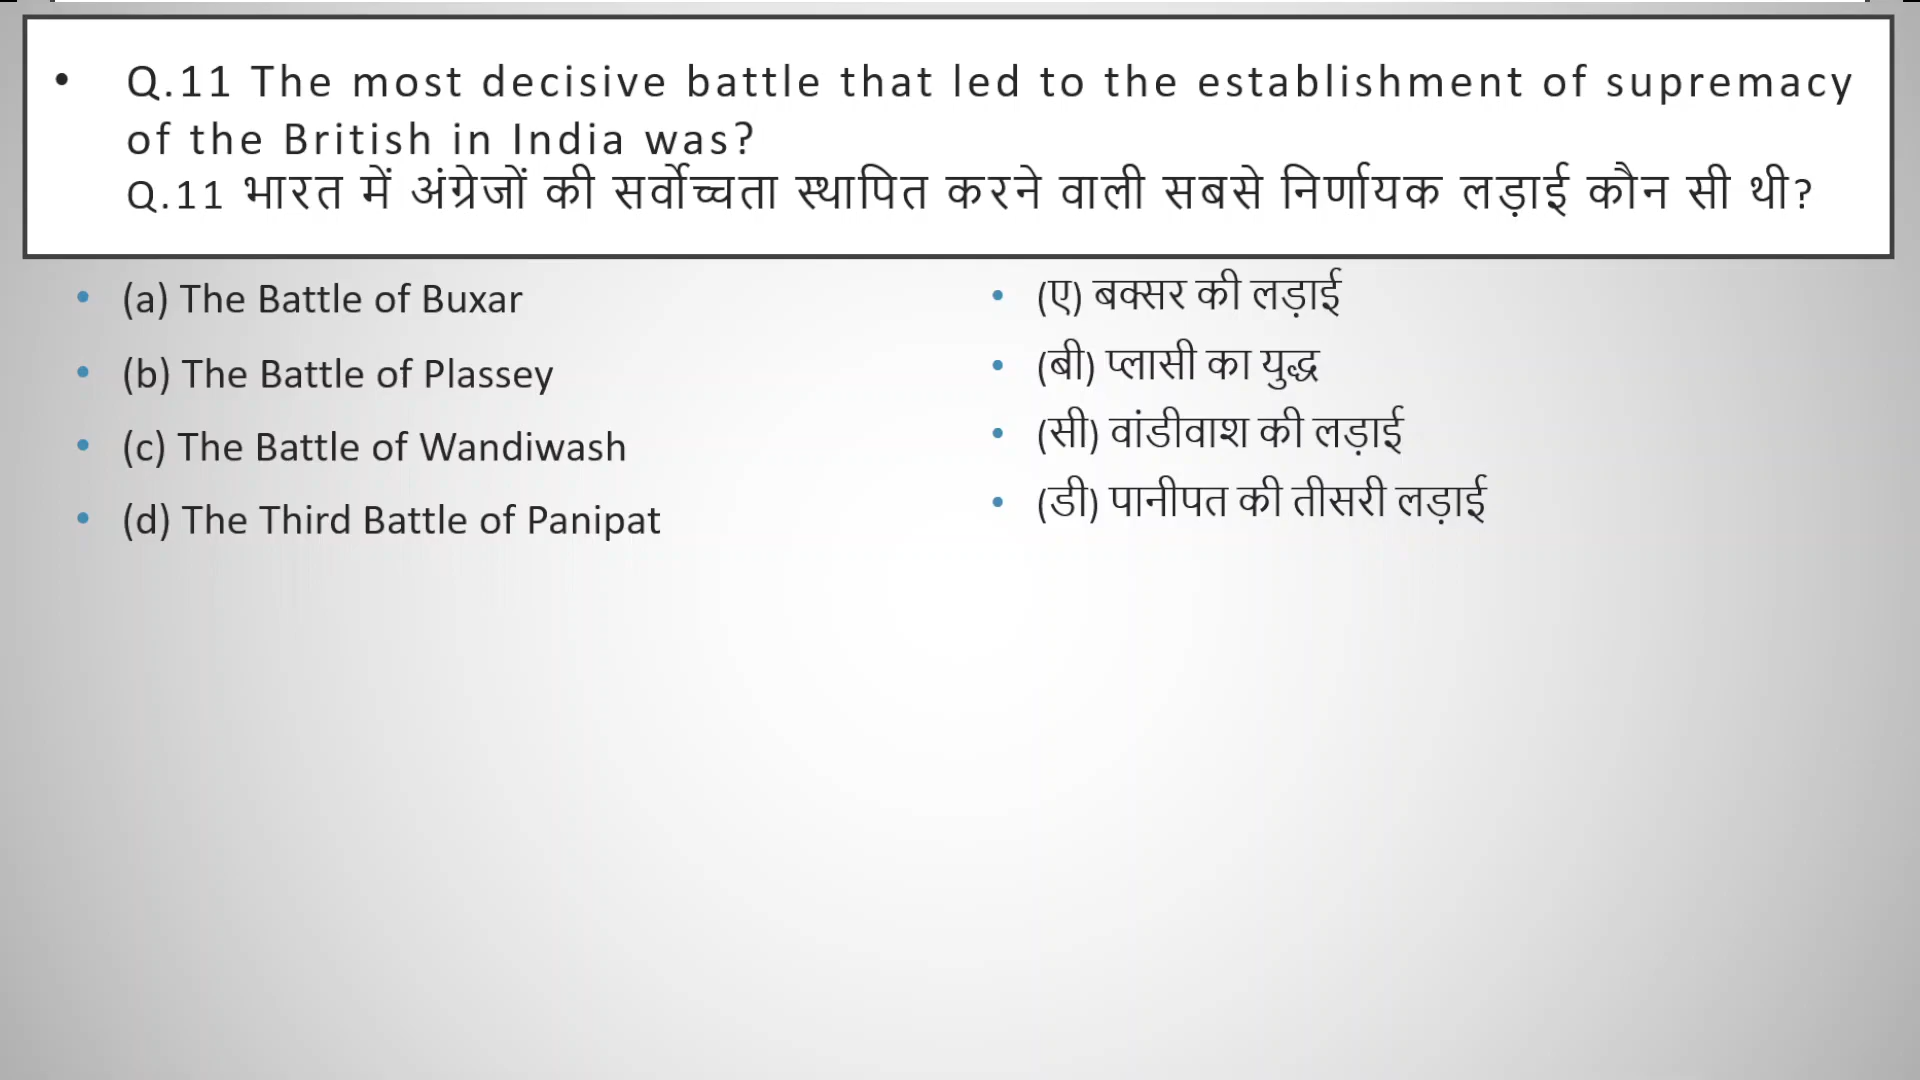 • Q.11 The most decisive battle that led to the establishment of supremacy
of the British in India was?
Q.11 भारत में अंग्रेजों की सर्वोच्चता स्थापित करने वाली सबसे निर्णायक लड़ाई कौन सी थी?
• (a) The Battle of Buxar
• (b) The Battle of Plassey
• (c) The Battle of Wandiwash
• (d) The Third Battle of Panipat
• (ए) बक्सर की लड़ाई
• (बी) प्लासी का युद्ध
• (सी) वांडीवाश की लड़ाई
• (डी) पानीपत की तीसरी लड़ाई